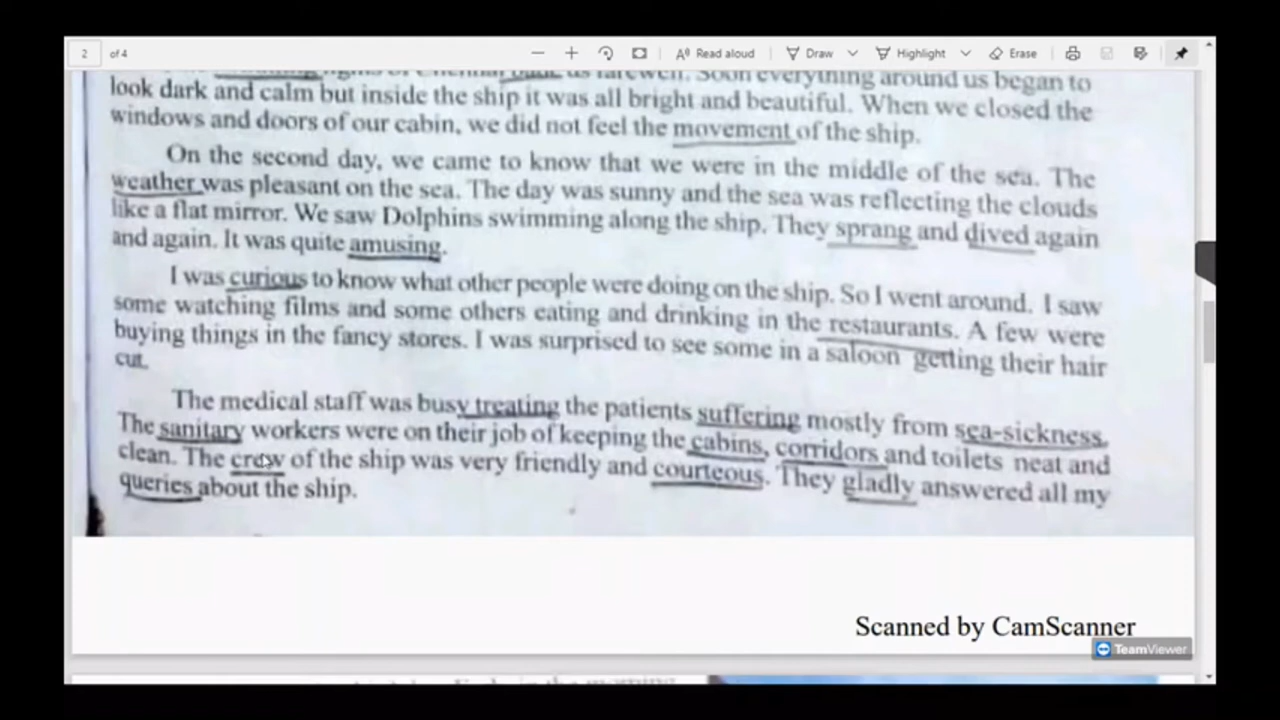 2 of 4 Read aloud Draw Highlight Erase
us farewell. Soon everything around us began to
look dark and calm but inside the ship it was all bright and beautiful. When we closed the
windows and doors of our cabin, we did not feel the movement of the ship.
On the second day, we came to know that we were in the middle of the sea. The
weather was pleasant on the sea. The day was sunny and the sea was reflecting the clouds
like a flat mirror. We saw Dolphins swimming along the ship. They sprang and dived again
and again. It was quite amusing.
I was curious to know what other people were doing on the ship. So I went around. I saw
some watching films and some others eating and drinking in the restaurants. A few were
buying things in the fancy stores. I was surprised to see some in a saloon getting their hair
cut.
The medical staff was busy treating the patients suffering mostly from sea-sickness.
The sanitary workers were on their job of keeping the cabins, corridors and toilets neat and
clean. The crew of the ship was very friendly and courteous. They gladly answered all my
queries about the ship.
Scanned by CamScanner
TeamViewer